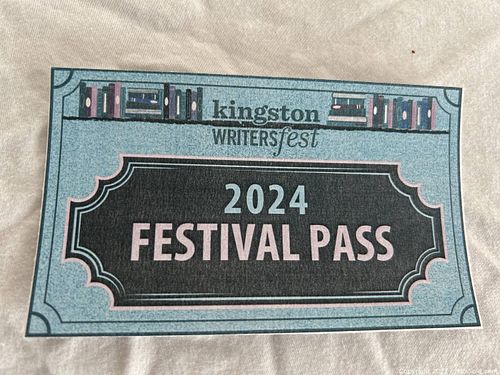 kingston
WRITERSfest
2024
FESTIVAL PASS